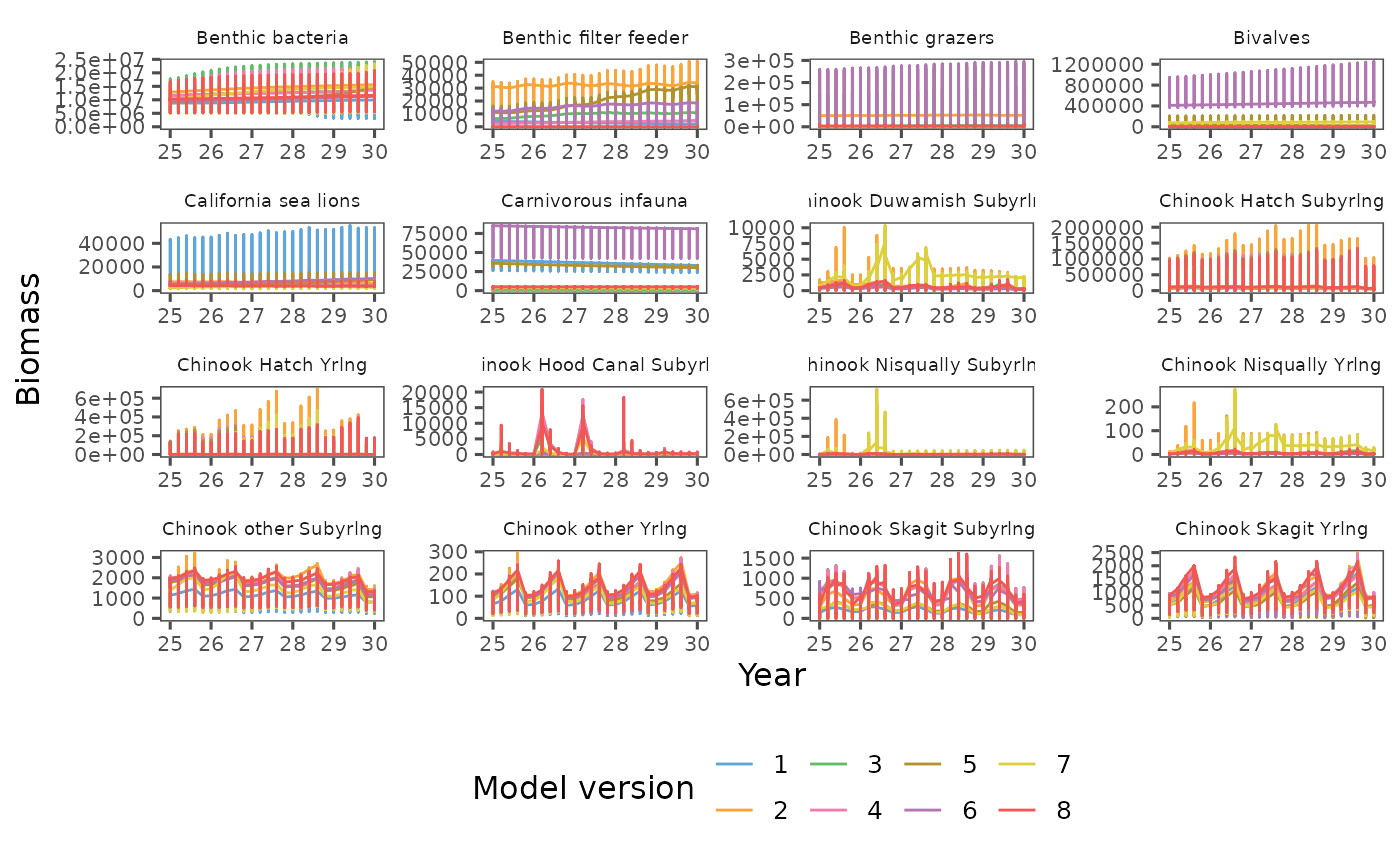 Benthic bacteria Benthic filter feeder Benthic grazers Bivalves
2.5e+07 2.0e+07 1.5e+07 1.0e+07 5.0e+06 0.0e+00
50000 40000 30000 20000 10000 0
3e+05 2e+05 1e+05 0e+00
1200000 800000 400000 0
25 26 27 28 29 30 25 26 27 28 29 30 25 26 27 28 29 30 25 26 27 28 29 30
California sea lions Carnivorous infauna inook Duwamish Subyrl Chinook Hatch Subyrlng
40000 20000 0
75000 50000 25000 0
10000 7500 5000 2500 0
2000000 1500000 1000000 500000 0
25 26 27 28 29 30 25 26 27 28 29 30 25 26 27 28 29 30 25 26 27 28 29 30
Chinook Hatch Yrlng inook Hood Canal Subyrl hinook Nisqually Subyrln Chinook Nisqually Yrlng
6e+05 4e+05 2e+05 0e+00
20000 15000 10000 5000 0
6e+05 4e+05 2e+05 0e+00
200 100 0
25 26 27 28 29 30 25 26 27 28 29 30 25 26 27 28 29 30 25 26 27 28 29 30
Chinook other Subyrlng Chinook other Yrlng Chinook Skagit Subyrlng Chinook Skagit Yrlng
3000 2000 1000 0
300 200 100 0
1500 1000 500 0
2500 2000 1500 1000 500 0
25 26 27 28 29 30 25 26 27 28 29 30 25 26 27 28 29 30 25 26 27 28 29 30
Biomass
Year
Model version
1 3 5 7
2 4 6 8